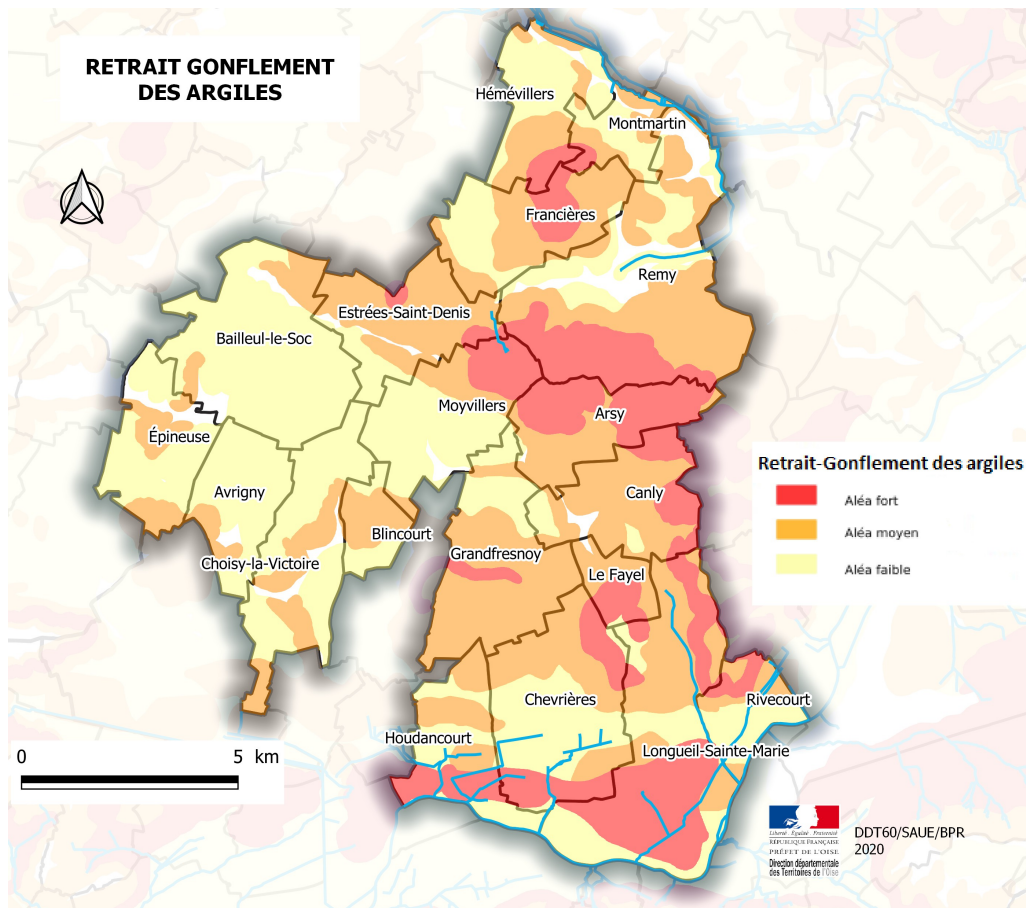 RETRAIT GONFLEMENT
DES ARGILES
Hémévillers
Montmartin
Francières
Remy
Estrées-Saint-Denis
Bailleul-le-Soc
Moyvillers
Arsy
Épineuse
Avrigny
Canly
Blincourt
Choisy-la-Victoire
Grandfresnoy
Le Fayel
Chevrières
Rivecourt
Houdancourt
Longueil-Sainte-Marie
Retrait-Gonflement des argiles
Aléa fort
Aléa moyen
Aléa faible
0 5 km
Liberté . Égalité . Fraternité
RÉPUBLIQUE FRANÇAISE
PRÉFET DE L'OISE
Direction départementale
des Territoires de l'Oise
DDT60/SAUE/BPR
2020